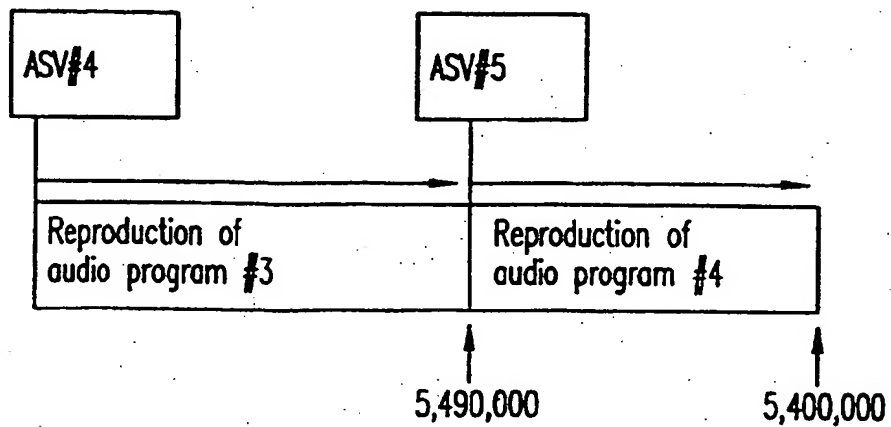 ASV#4
ASV#5
Reproduction of
audio program #3
Reproduction of
audio program #4
5,490,000
5,400,000